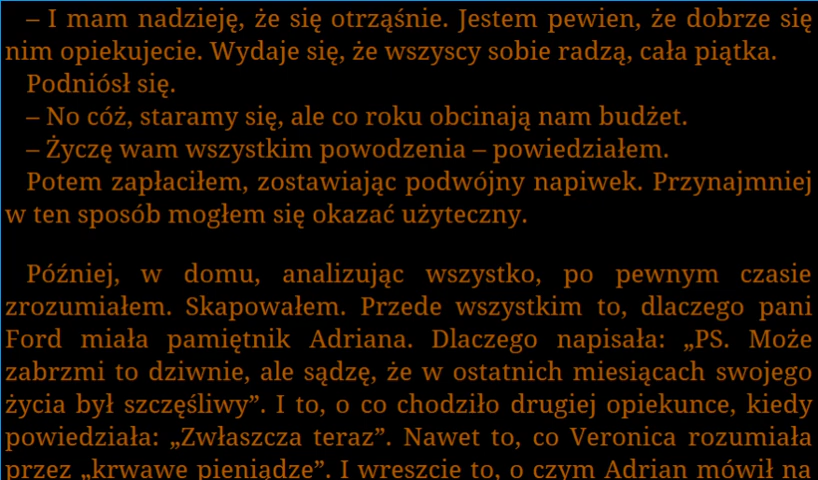 – I mam nadzieję, że się otrząśnie. Jestem pewien, że dobrze się
nim opiekujecie. Wydaje się, że wszyscy sobie radzą, cała piątka.
Podniósł się.
– No cóż, staramy się, ale co roku obcinają nam budżet.
– Życzę wam wszystkim powodzenia – powiedziałem.
Potem zapłaciłem, zostawiając podwójny napiwek. Przynajmniej
w ten sposób mogłem się okazać użyteczny.
Później, w domu, analizując wszystko, po pewnym czasie
zrozumiałem. Skapowałem. Przede wszystkim to, dlaczego pani
Ford miała pamiętnik Adriana. Dlaczego napisała: „PS. Może
zabrzmi to dziwnie, ale sądzę, że w ostatnich miesiącach swojego
życia był szczęśliwy”. I to, o co chodziło drugiej opiekunce, kiedy
powiedziała: „Zwłaszcza teraz”. Nawet to, co Veronica rozumiała
przez „krwawe pieniądze”. I wreszcie to, o czym Adrian mówił na